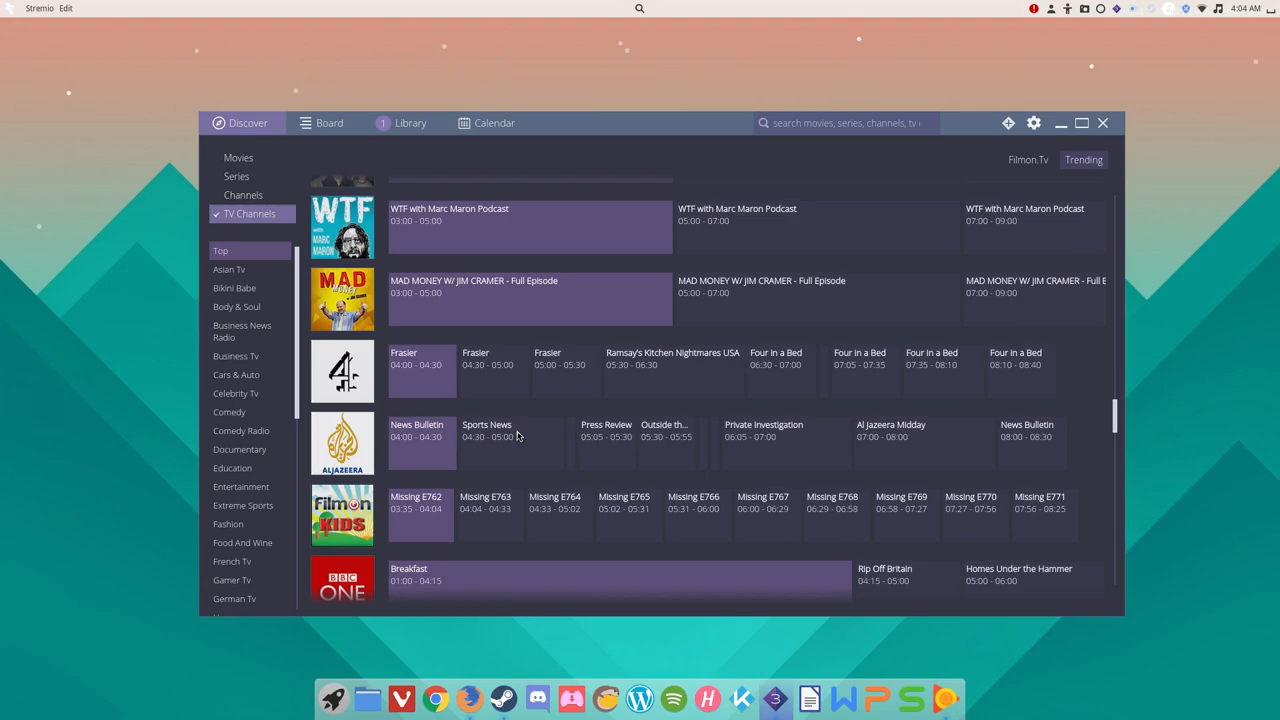 Stremio Edit
4:04 AM
Discover Board 1 Library Calendar search movies, series, channels, tv c
Filmon.Tv Trending
Movies
Series
Channels
TV Channels
Top
Asian Tv
Bikini Babe
Body & Soul
Business News
Radio
Business Tv
Cars & Auto
Celebrity Tv
Comedy
Comedy Radio
Documentary
Education
Entertainment
Extreme Sports
Fashion
Food And Wine
French Tv
Gamer Tv
German Tv
WTF
with
MARC
MARON
WTF with Marc Maron Podcast WTF with Marc Maron Podcast WTF with Marc Maron Podcast
03:00 - 05:00 05:00 - 07:00 07:00 - 09:00
MAD
MONEY
MAD MONEY W/ JIM CRAMER - Full Episode MAD MONEY W/ JIM CRAMER - Full Episode MAD MONEY W/ JIM CRAMER - Full E
03:00 - 05:00 05:00 - 07:00 07:00 - 09:00
4
Frasier Frasier Frasier Ramsay's Kitchen Nightmares USA Four in a Bed Four in a Bed Four in a Bed Four in a Bed
04:00 - 04:30 04:30 - 05:00 05:00 - 05:30 05:30 - 06:30 06:30 - 07:00 07:05 - 07:35 07:35 - 08:10 08:10 - 08:40
ALJAZEERA
News Bulletin Sports News Press Review Outside th... Private Investigation Al Jazeera Midday News Bulletin
04:00 - 04:30 04:30 - 05:00 05:05 - 05:30 05:30 - 05:55 06:05 - 07:00 07:00 - 08:00 08:00 - 08:30
Filmon
KIDS
Missing E762 Missing E763 Missing E764 Missing E765 Missing E766 Missing E767 Missing E768 Missing E769 Missing E770 Missing E771
03:35 - 04:04 04:04 - 04:33 04:33 - 05:02 05:02 - 05:31 05:31 - 06:00 06:00 - 06:29 06:29 - 06:58 06:58 - 07:27 07:27 - 07:56 07:56 - 08:25
BBC
ONE
Breakfast Rip Off Britain Homes Under the Hammer
01:00 - 04:15 04:15 - 05:00 05:00 - 06:00
3